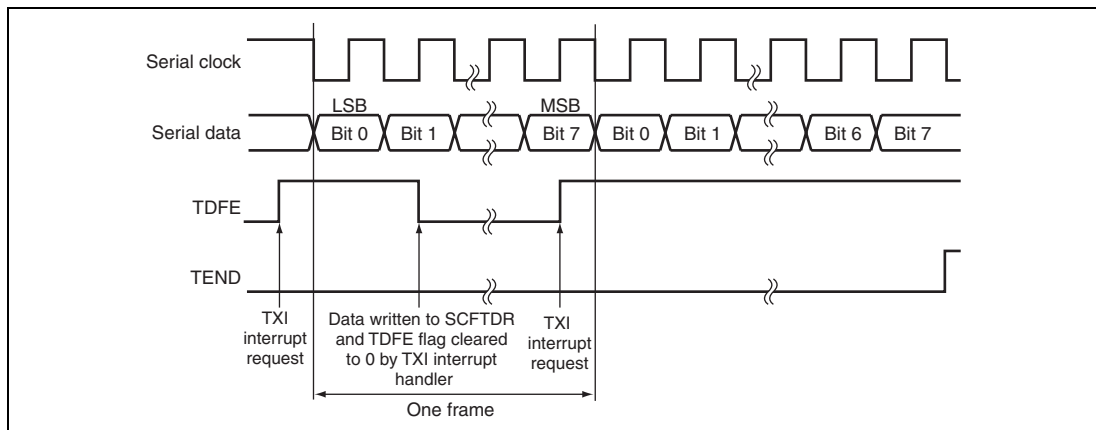 Serial clock
LSB
MSB
Serial data
Bit 0
Bit 1
Bit 7
Bit 0
Bit 1
Bit 6
Bit 7
TDFE
TEND
TXI
interrupt
request
Data written to SCFTDR
and TDFE flag cleared
to 0 by TXI interrupt
handler
TXI
interrupt
request
One frame